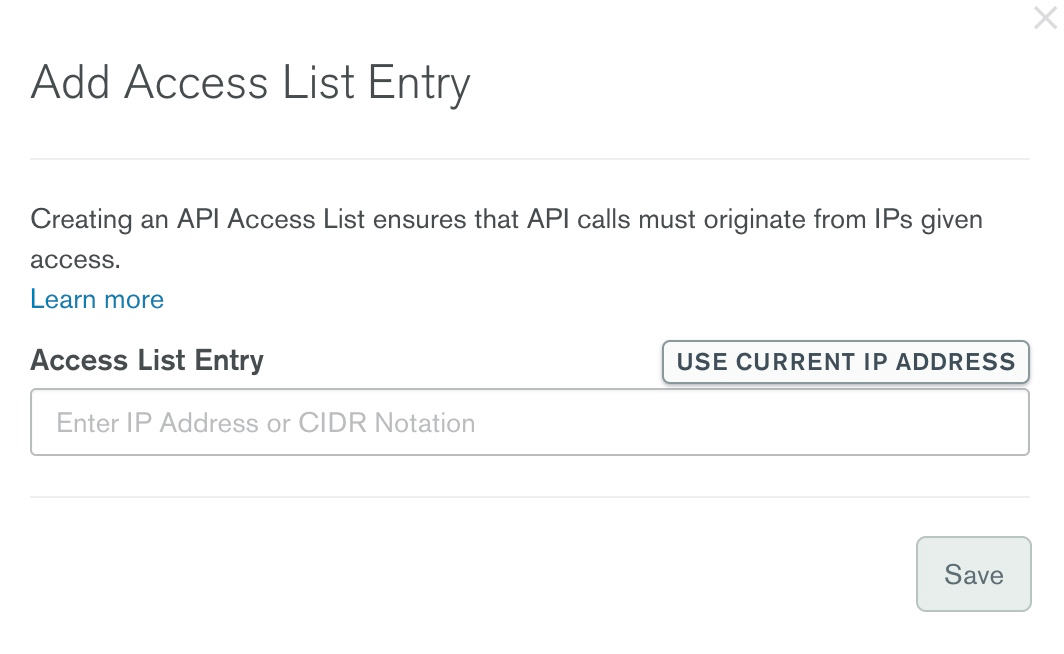 Add Access List Entry
Creating an API Access List ensures that API calls must originate from IPs given
access.
Learn more
Access List Entry
USE CURRENT IP ADDRESS
Enter IP Address or CIDR Notation
Save